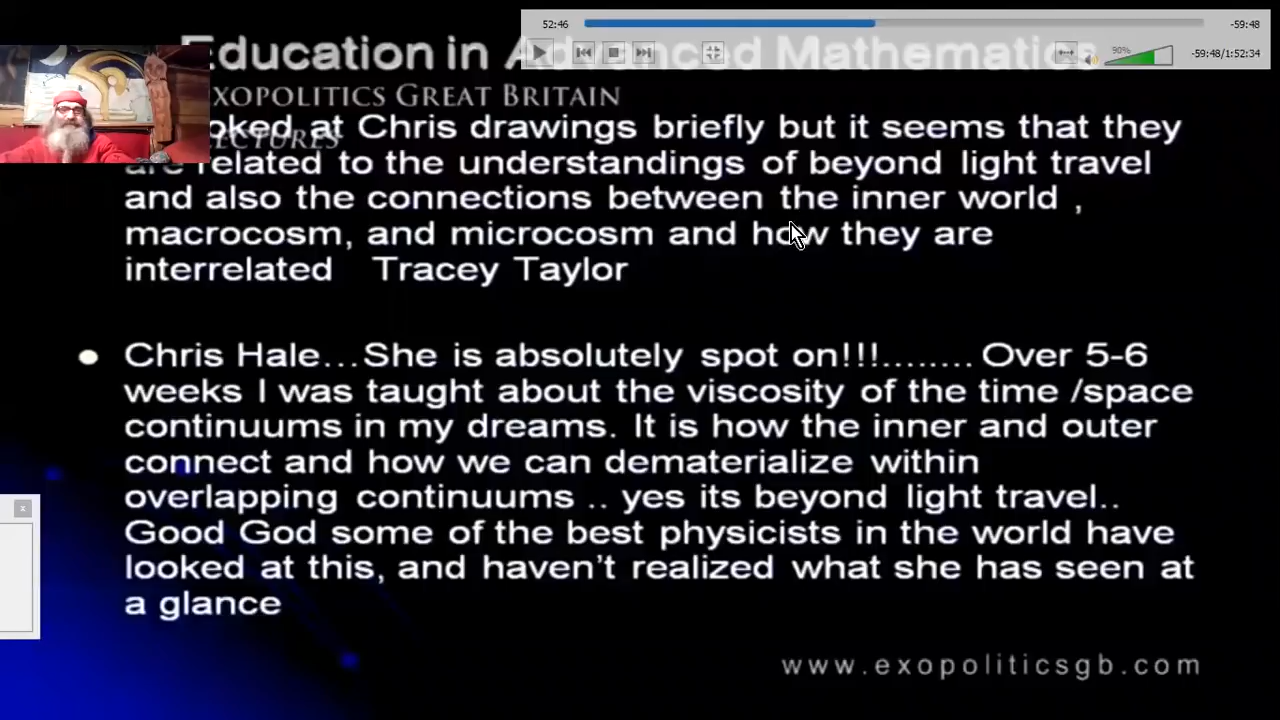 52:46
-59:48
90%
-59:48/1:52:34
Education in Advanced Mathematics
EXOPOLITICS GREAT BRITAIN
LECTURES
looked at Chris drawings briefly but it seems that they
are related to the understandings of beyond light travel
and also the connections between the inner world ,
macrocosm, and microcosm and how they are
interrelated Tracey Taylor
• Chris Hale...She is absolutely spot on!!!........ Over 5-6
weeks I was taught about the viscosity of the time /space
continuums in my dreams. It is how the inner and outer
connect and how we can dematerialize within
overlapping continuums .. yes its beyond light travel..
Good God some of the best physicists in the world have
looked at this, and haven't realized what she has seen at
a glance
www.exopoliticsgb.com